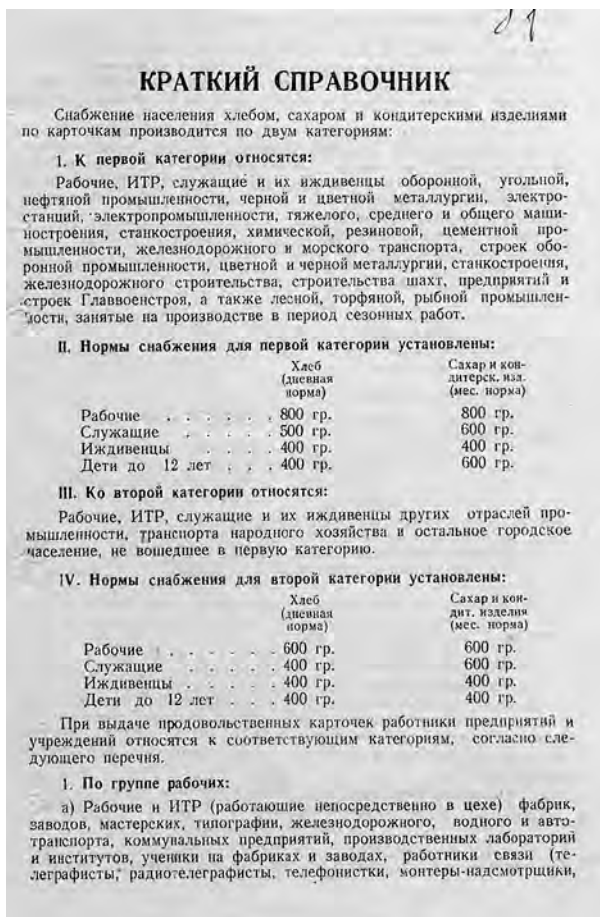 КРАТКИЙ СПРАВОЧНИК
Снабжение населения хлебом, сахаром и кондитерскими изделиями
по карточкам производится по двум категориям:
I. К первой категории относятся:
Рабочие, ИТР, служащие и их иждивенцы оборонной, угольной,
нефтяной промышленности, черной и цветной металлургии, электро-
станций, электропромышленности, тяжелого, среднего и общего маши-
ностроения, станкостроения, химической, резиновой, цементной про-
мышленности, железнодорожного и морского транспорта, строек обо-
ронной промышленности, цветной и черной металлургии, станкостроения,
железнодорожного строительства, строительства шахт, предприятий и
строек Главвоенстроя, а также лесной, торфяной, рыбной промышлен-
ности, занятые на производстве в период сезонных работ.
II. Нормы снабжения для первой категории установлены:
Хлеб Сахар и кон-
(дневная дитерск. изд.
норма) (мес. норма)
Рабочие . . . . . . 800 гр. 800 гр.
Служащие . . . . . 500 гр. 600 гр.
Иждивенцы . . . . 400 гр. 400 гр.
Дети до 12 лет . . . 400 гр. 600 гр.
III. Ко второй категории относятся:
Рабочие, ИТР, служащие и их иждивенцы других отраслей про-
мышленности, транспорта народного хозяйства и остальное городское
население, не вошедшее в первую категорию.
IV. Нормы снабжения для второй категории установлены:
Хлеб Сахар и кон-
(дневная дит. изделия
норма) (мес. норма)
Рабочие . . . . . . 600 гр. 600 гр.
Служащие . . . . . 400 гр. 600 гр.
Иждивенцы . . . . . 400 гр. 400 гр.
Дети до 12 лет . . . 400 гр. 400 гр.
При выдаче продовольственных карточек работники предприятий и
учреждений относятся к соответствующим категориям, согласно сле-
дующего перечня.
1. По группе рабочих:
а) Рабочие и ИТР (работающие непосредственно в цехе) фабрик,
заводов, мастерских, типографии, железнодорожного, водного и авто-
транспорта, коммунальных предприятий, производственных лабораторий
и институтов, ученики на фабриках и заводах, работники связи (те-
леграфисты, радиотелеграфисты, телефонистки, монтеры-надсмотрщики,